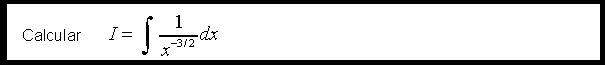 Calcular I = ∫ 1/x^{-3/2} dx